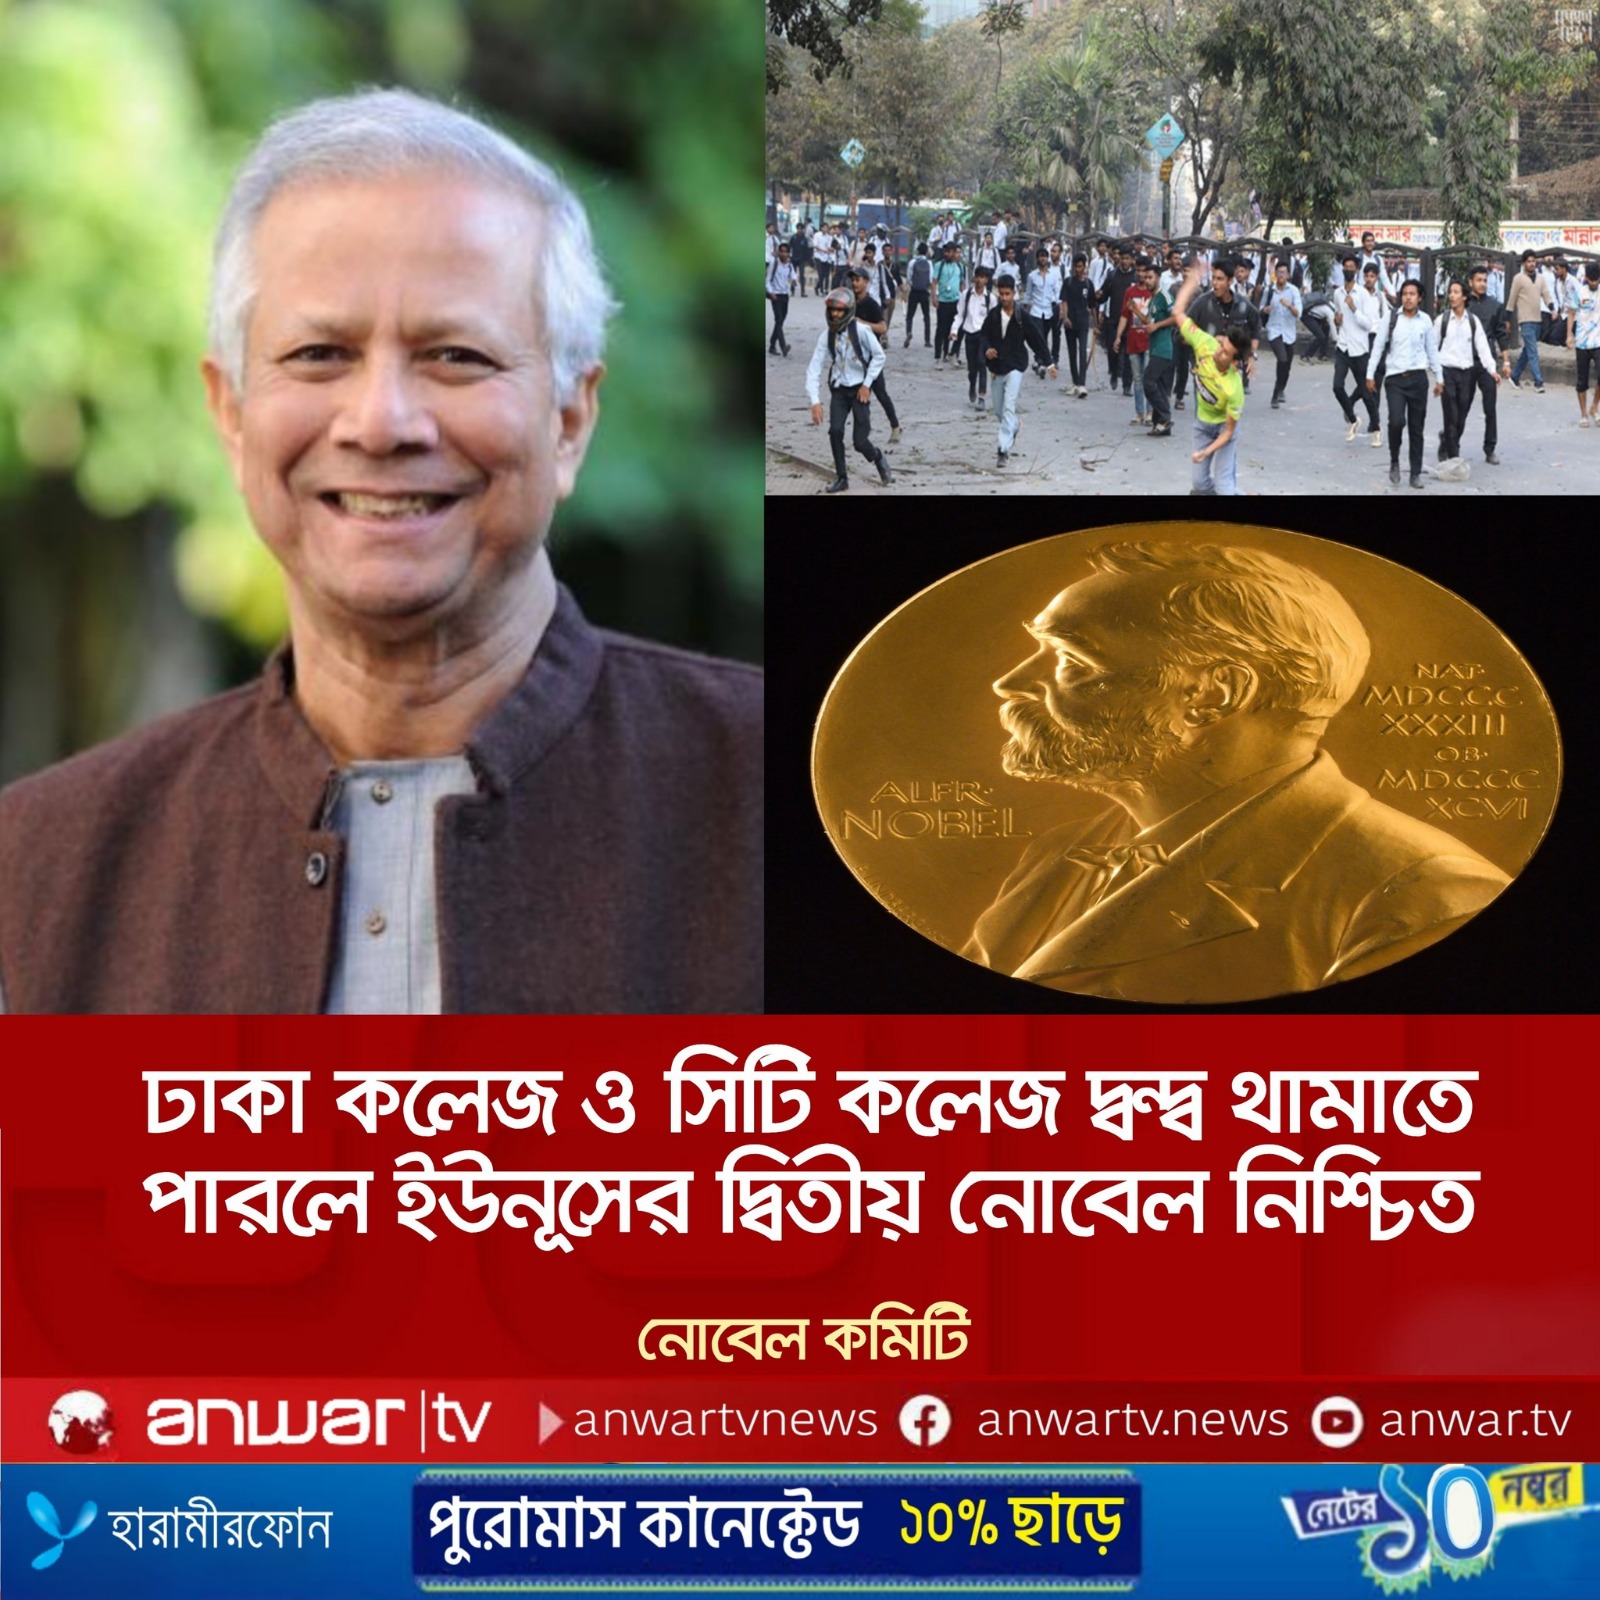 মান্নান স্যার
মান্নান
ALFR·
NOBEL
NAT·
MDCCC
XXXIII
OB·
MDCCC
XCVI
ঢাকা কলেজ ও সিটি কলেজ দ্বন্দ্ব থামাতে
পারলে ইউনূসের দ্বিতীয় নোবেল নিশ্চিত
নোবেল কমিটি
anwar|tv anwartvnews anwartv.news anwar.tv
হারামীরফোন পুরোমাস কানেক্টেড ১০% ছাড়ে নেটের ১০ নম্বর